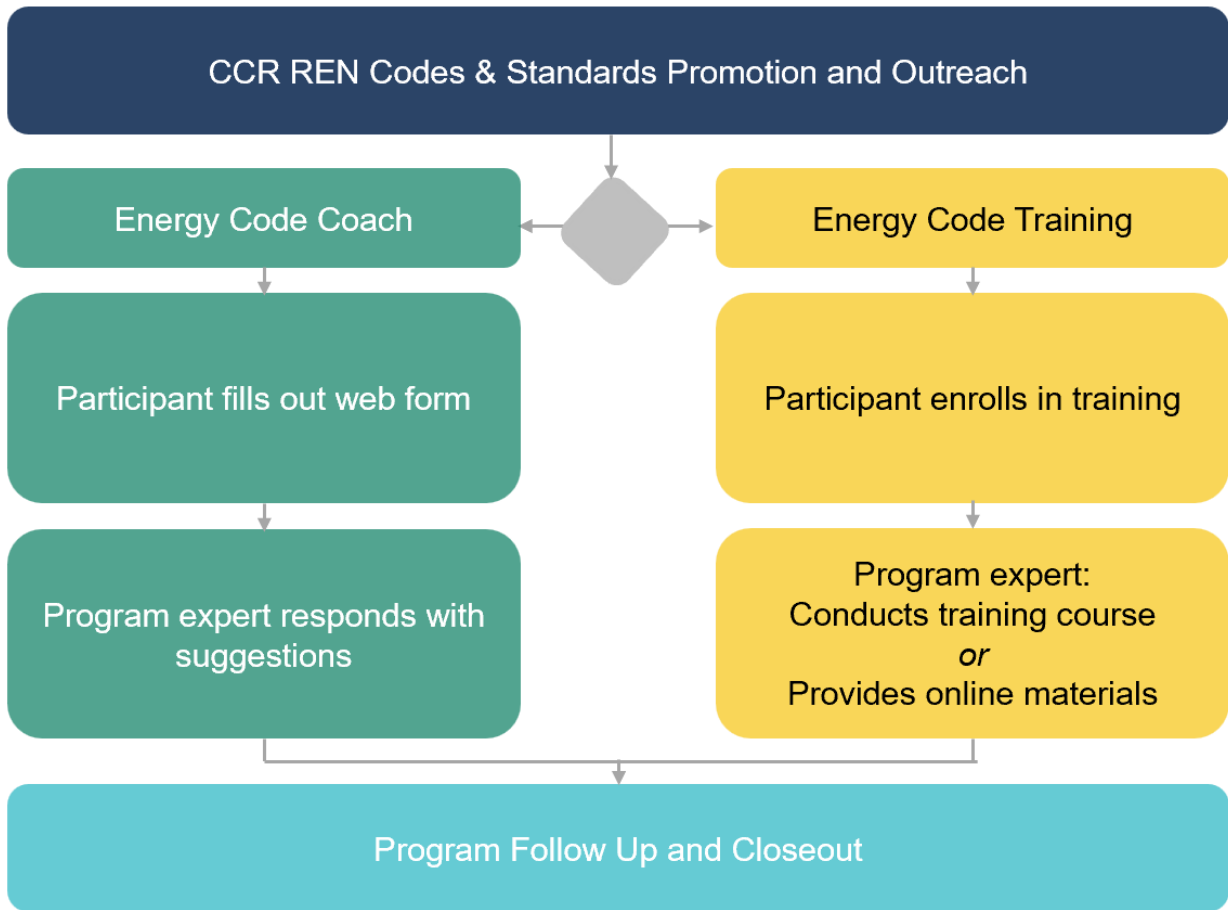 CCR REN Codes & Standards Promotion and Outreach
Energy Code Coach
Energy Code Training
Participant fills out web form
Participant enrolls in training
Program expert responds with
suggestions
Program expert:
Conducts training course
or
Provides online materials
Program Follow Up and Closeout